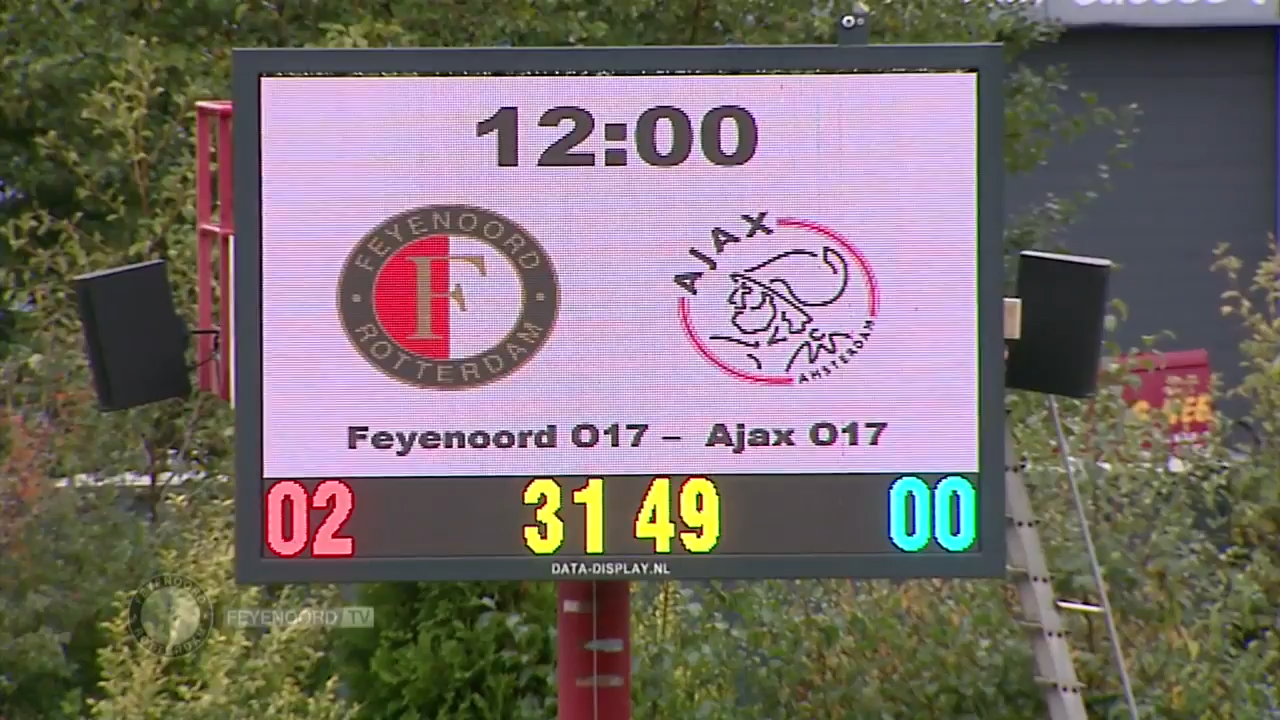 12:00
FEYENOORD
ROTTERDAM
F
AJAX
AMSTERDAM
Feyenoord O17 – Ajax O17
02 31 49 00
DATA-DISPLAY.NL
FEYENOORD TV